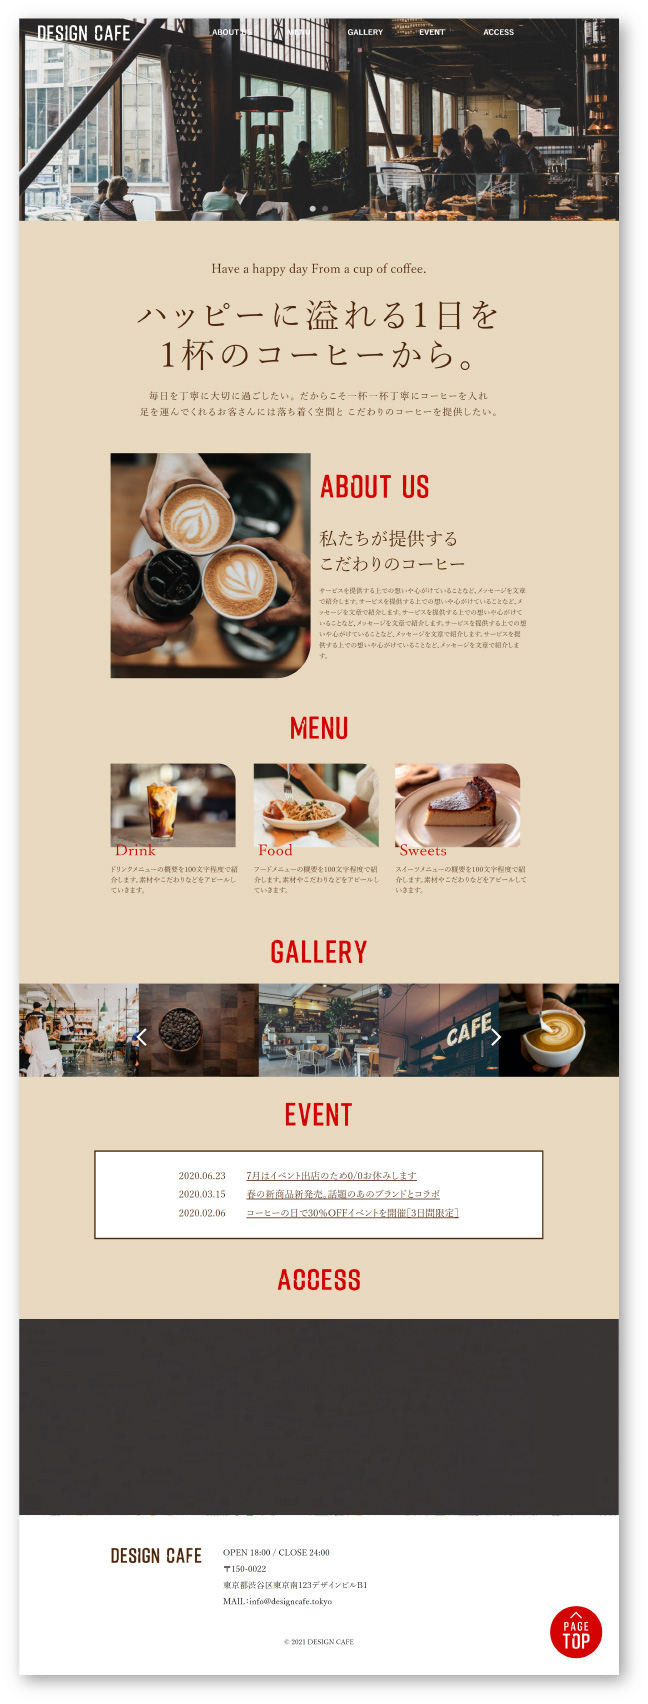 DESIGN CAFE
ABOUT US MENU GALLERY EVENT ACCESS
Have a happy day From a cup of coffee.
ハッピーに溢れる1日を
1杯のコーヒーから。
毎日を丁寧に大切に過ごしたい。だからこそ一杯一杯丁寧にコーヒーを入れ
足を運んでくれるお客さんには落ち着く空間と こだわりのコーヒーを提供したい。
ABOUT US
私たちが提供する
こだわりのコーヒー
サービスを提供する上での想いや心がけていることなど、メッセージを文章
で紹介します。サービスを提供する上での想いや心がけていることなど、メ
ッセージを文章で紹介します。サービスを提供する上での想いや心がけて
いることなど、メッセージを文章で紹介します。サービスを提供する上での想
いや心がけていることなど、メッセージを文章で紹介します。サービスを提
供する上での想いや心がけていることなど、メッセージを文章で紹介しま
す。
MENU
Drink
ドリンクメニューの概要を100文字程度で紹
介します。素材やこだわりなどをアピールし
ていきます。
Food
フードメニューの概要を100文字程度で紹
介します。素材やこだわりなどをアピールし
ていきます。
Sweets
スイーツメニューの概要を100文字程度で紹
介します。素材やこだわりなどをアピールして
いきます。
GALLERY
CAFE
EVENT
2020.06.23 7月はイベント出店のため0/0お休みします
2020.03.15 春の新商品新発売。話題のあのブランドとコラボ
2020.02.06 コーヒーの日で30%OFFイベントを開催［3日間限定］
ACCESS
DESIGN CAFE
OPEN 18:00 / CLOSE 24:00
〒150-0022
東京都渋谷区東京南123デザインビルB1
MAIL：info@designcafe.tokyo
© 2021 DESIGN CAFE
PAGE
TOP